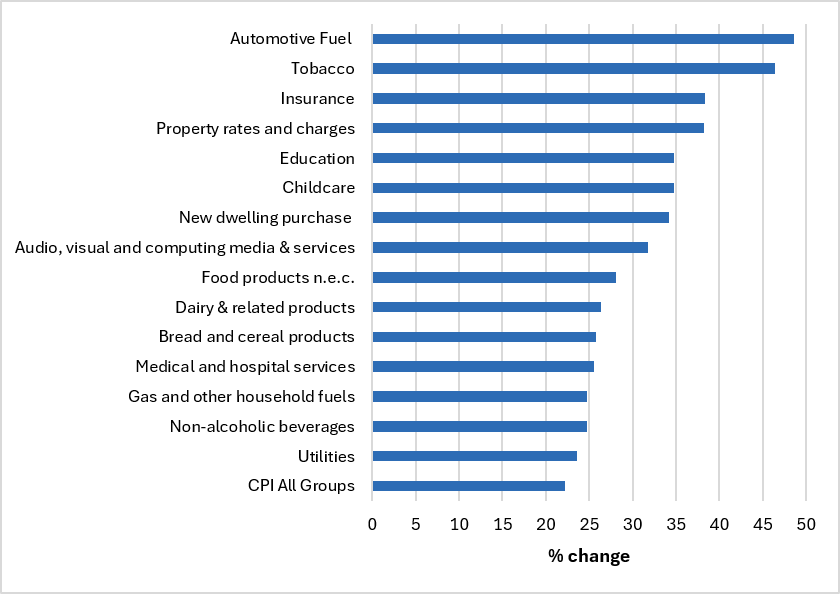 Automotive Fuel
Tobacco
Insurance
Property rates and charges
Education
Childcare
New dwelling purchase
Audio, visual and computing media & services
Food products n.e.c.
Dairy & related products
Bread and cereal products
Medical and hospital services
Gas and other household fuels
Non-alcoholic beverages
Utilities
CPI All Groups
0 5 10 15 20 25 30 35 40 45 50
% change